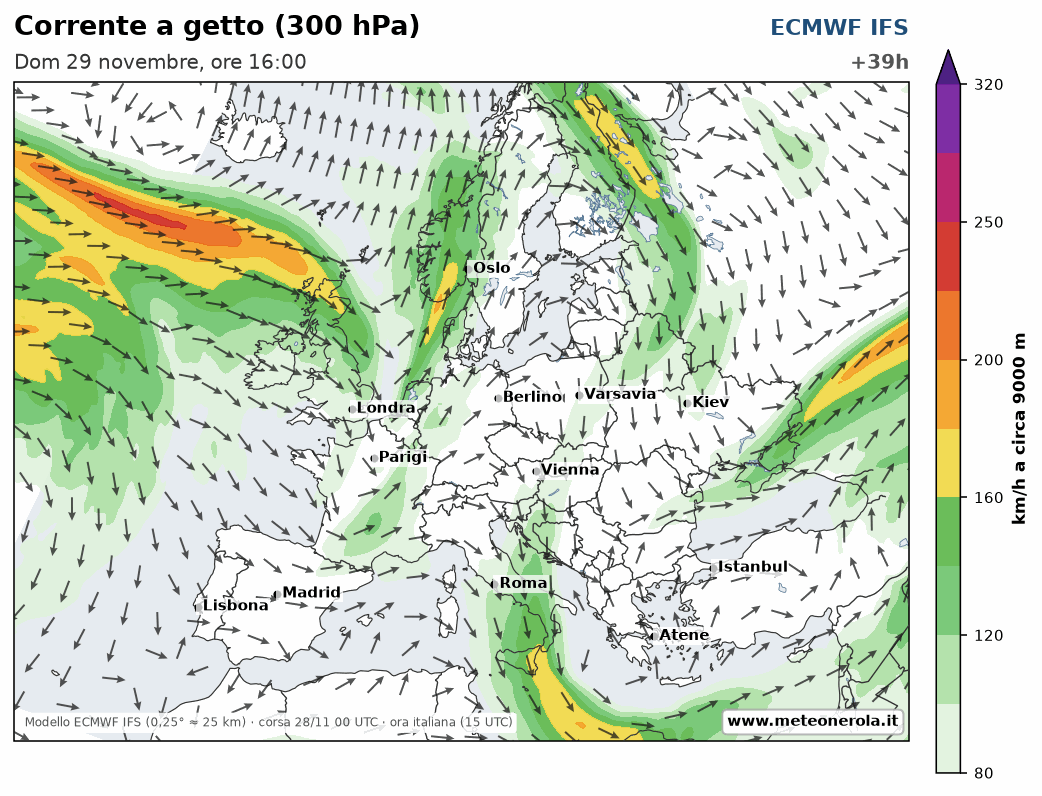 Corrente a getto (300 hPa)
ECMWF IFS
Dom 29 novembre, ore 16:00
+39h
320
250
200
160
120
80
km/h a circa 9000 m
Oslo
Berlino
Varsavia
Kiev
Londra
Parigi
Vienna
Istanbul
Roma
Madrid
Lisbona
Atene
Modello ECMWF IFS (0,25° ≈ 25 km) · corsa 28/11 00 UTC · ora italiana (15 UTC)
www.meteonerola.it